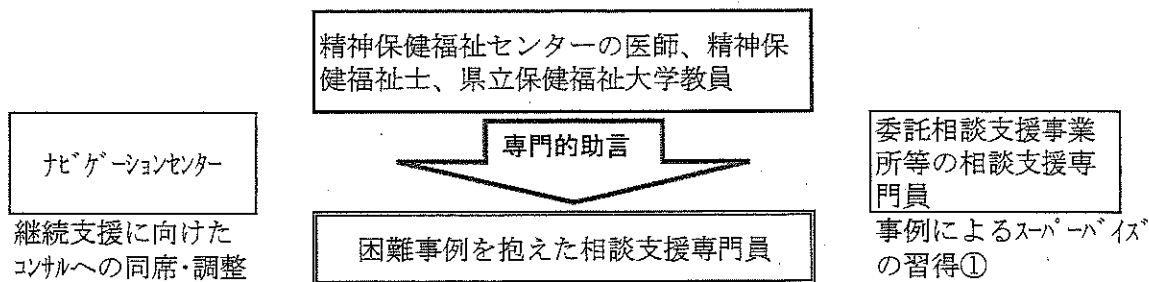 精神保健福祉センターの医師、精神保
健福祉士、県立保健福祉大学教員
専門的助言
ﾅﾋﾞｹﾞｰｼｮﾝｾﾝﾀｰ
継続支援に向けた
ｺﾝｻﾙへの同席・調整
困難事例を抱えた相談支援専門員
委託相談支援事業
所等の相談支援専
門員
事例によるｽｰﾊﾟｰﾊﾞｲｽﾞ
の習得①